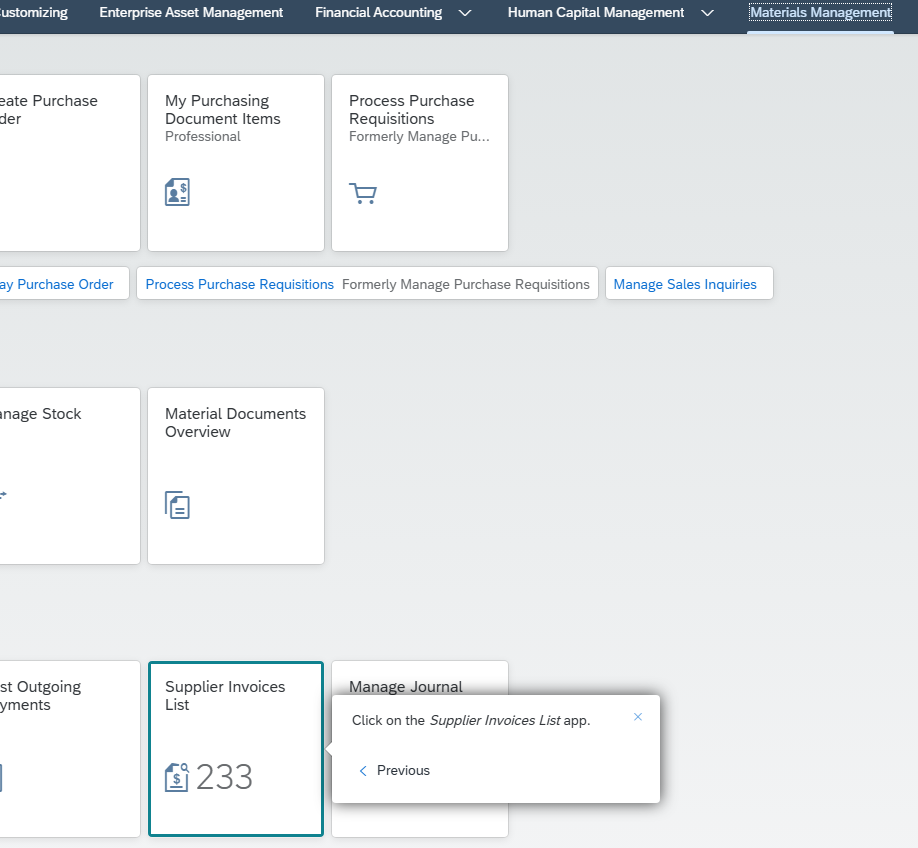 ustomizing Enterprise Asset Management Financial Accounting Human Capital Management Materials Management
eate Purchase
der
My Purchasing
Document Items
Professional
Process Purchase
Requisitions
Formerly Manage Pu...
ay Purchase Order
Process Purchase Requisitions Formerly Manage Purchase Requisitions
Manage Sales Inquiries
anage Stock
Material Documents
Overview
st Outgoing
yments
Supplier Invoices
List
233
Manage Journal
Click on the Supplier Invoices List app.
Previous